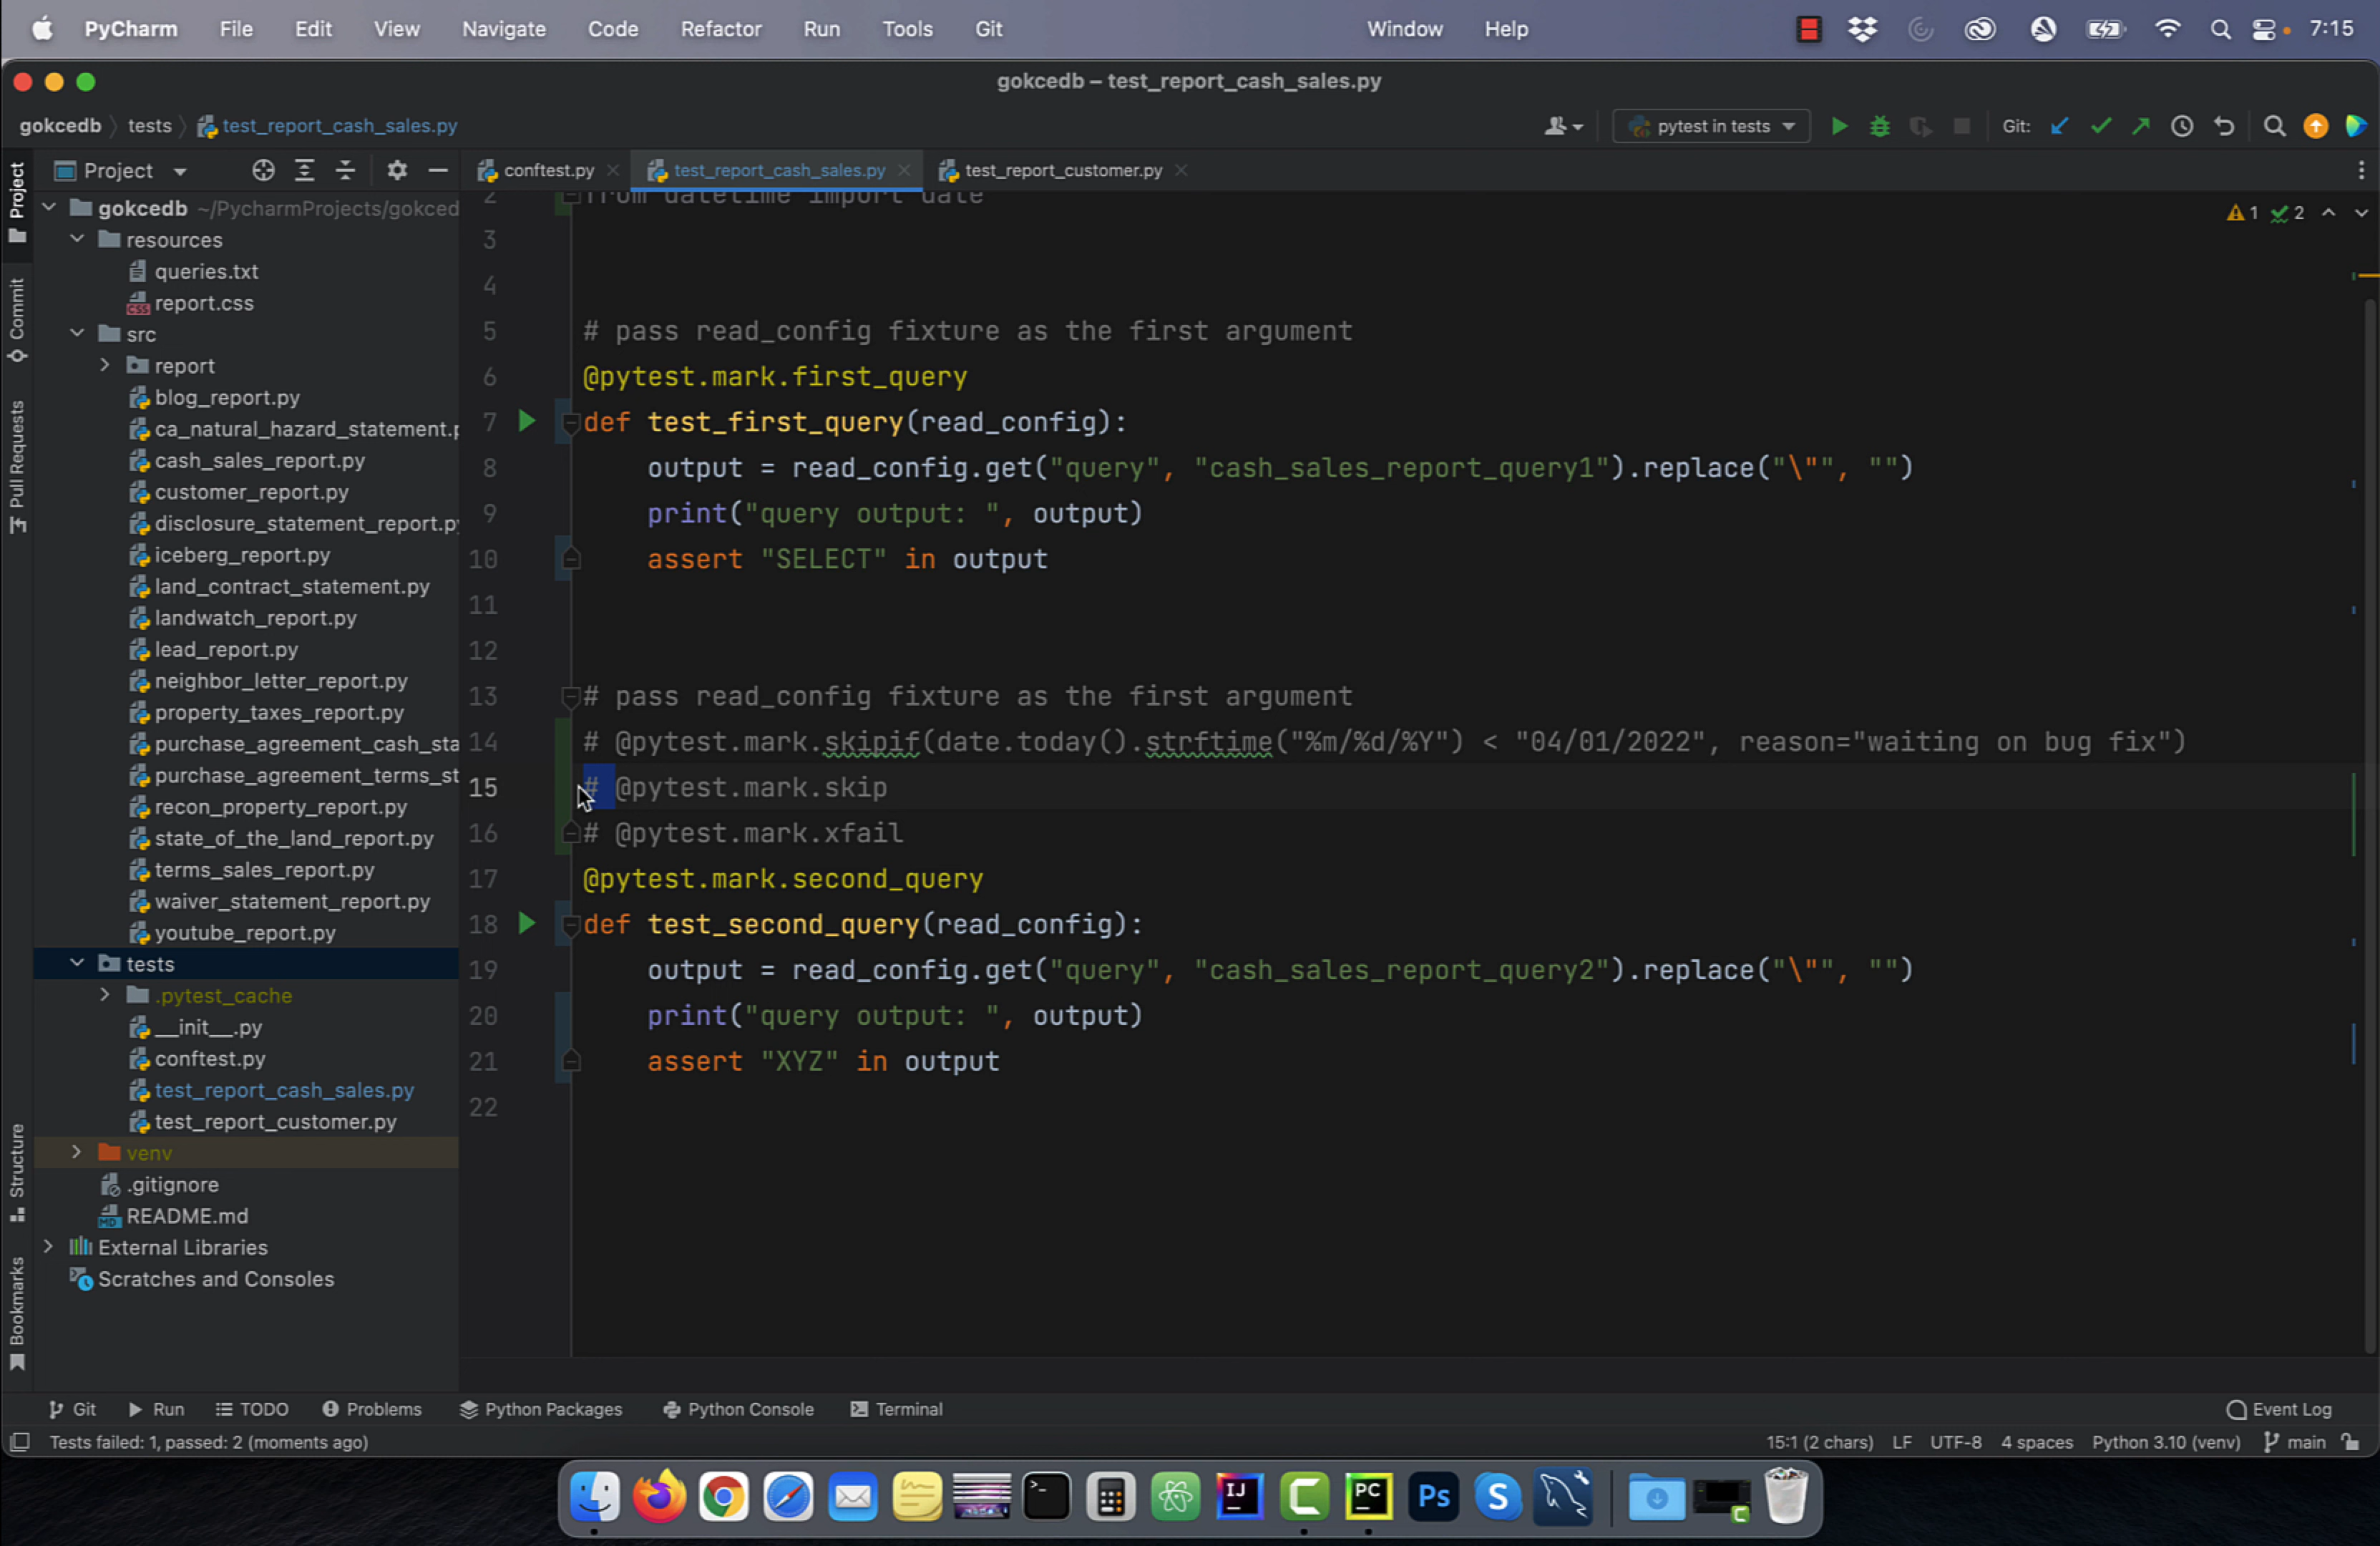 PyCharm File Edit View Navigate Code Refactor Run Tools Git Window Help 7:15
gokcedb – test_report_cash_sales.py
gokcedb tests test_report_cash_sales.py pytest in tests Git:
Project conftest.py test_report_cash_sales.py test_report_customer.py
Project
Commit
Pull Requests
Structure
Bookmarks
gokcedb ~/PycharmProjects/gokced
resources
queries.txt
report.css
src
report
blog_report.py
ca_natural_hazard_statement.p
cash_sales_report.py
customer_report.py
disclosure_statement_report.py
iceberg_report.py
land_contract_statement.py
landwatch_report.py
lead_report.py
neighbor_letter_report.py
property_taxes_report.py
purchase_agreement_cash_sta
purchase_agreement_terms_st
recon_property_report.py
state_of_the_land_report.py
terms_sales_report.py
waiver_statement_report.py
youtube_report.py
tests
.pytest_cache
__init__.py
conftest.py
test_report_cash_sales.py
test_report_customer.py
venv
.gitignore
README.md
External Libraries
Scratches and Consoles
1 2
2 from datetime import date
3
4
5 # pass read_config fixture as the first argument
6 @pytest.mark.first_query
7 def test_first_query(read_config):
8 output = read_config.get("query", "cash_sales_report_query1").replace("\"", "")
9 print("query output: ", output)
10 assert "SELECT" in output
11
12
13 # pass read_config fixture as the first argument
14 # @pytest.mark.skipif(date.today().strftime("%m/%d/%Y") < "04/01/2022", reason="waiting on bug fix")
15 # @pytest.mark.skip
16 # @pytest.mark.xfail
17 @pytest.mark.second_query
18 def test_second_query(read_config):
19 output = read_config.get("query", "cash_sales_report_query2").replace("\"", "")
20 print("query output: ", output)
21 assert "XYZ" in output
22
Git Run TODO Problems Python Packages Python Console Terminal Event Log
Tests failed: 1, passed: 2 (moments ago) 15:1 (2 chars) LF UTF-8 4 spaces Python 3.10 (venv) main
IJ C PC Ps S